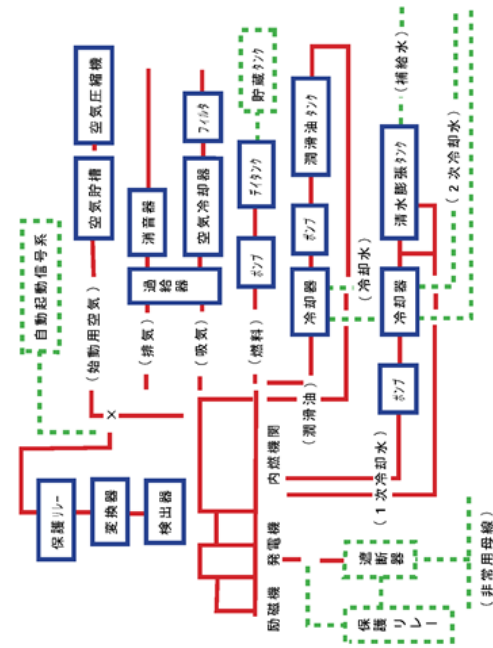 自動起動信号系
(始動用空気)
空気貯槽
空気圧縮機
(排気)
過給器
消音器
(吸気)
空気冷却器
フィルタ
(燃料)
ポンプ
デイタンク
貯蔵タンク
(潤滑油)
冷却器
ポンプ
潤滑油タンク
(冷却水)
ポンプ
冷却器
清水膨張タンク
(補給水)
(2次冷却水)
(1次冷却水)
保護リレー
変換器
検出器
励磁機
発電機
内燃機関
遮断器
保護リレー
(非常用母線)
×